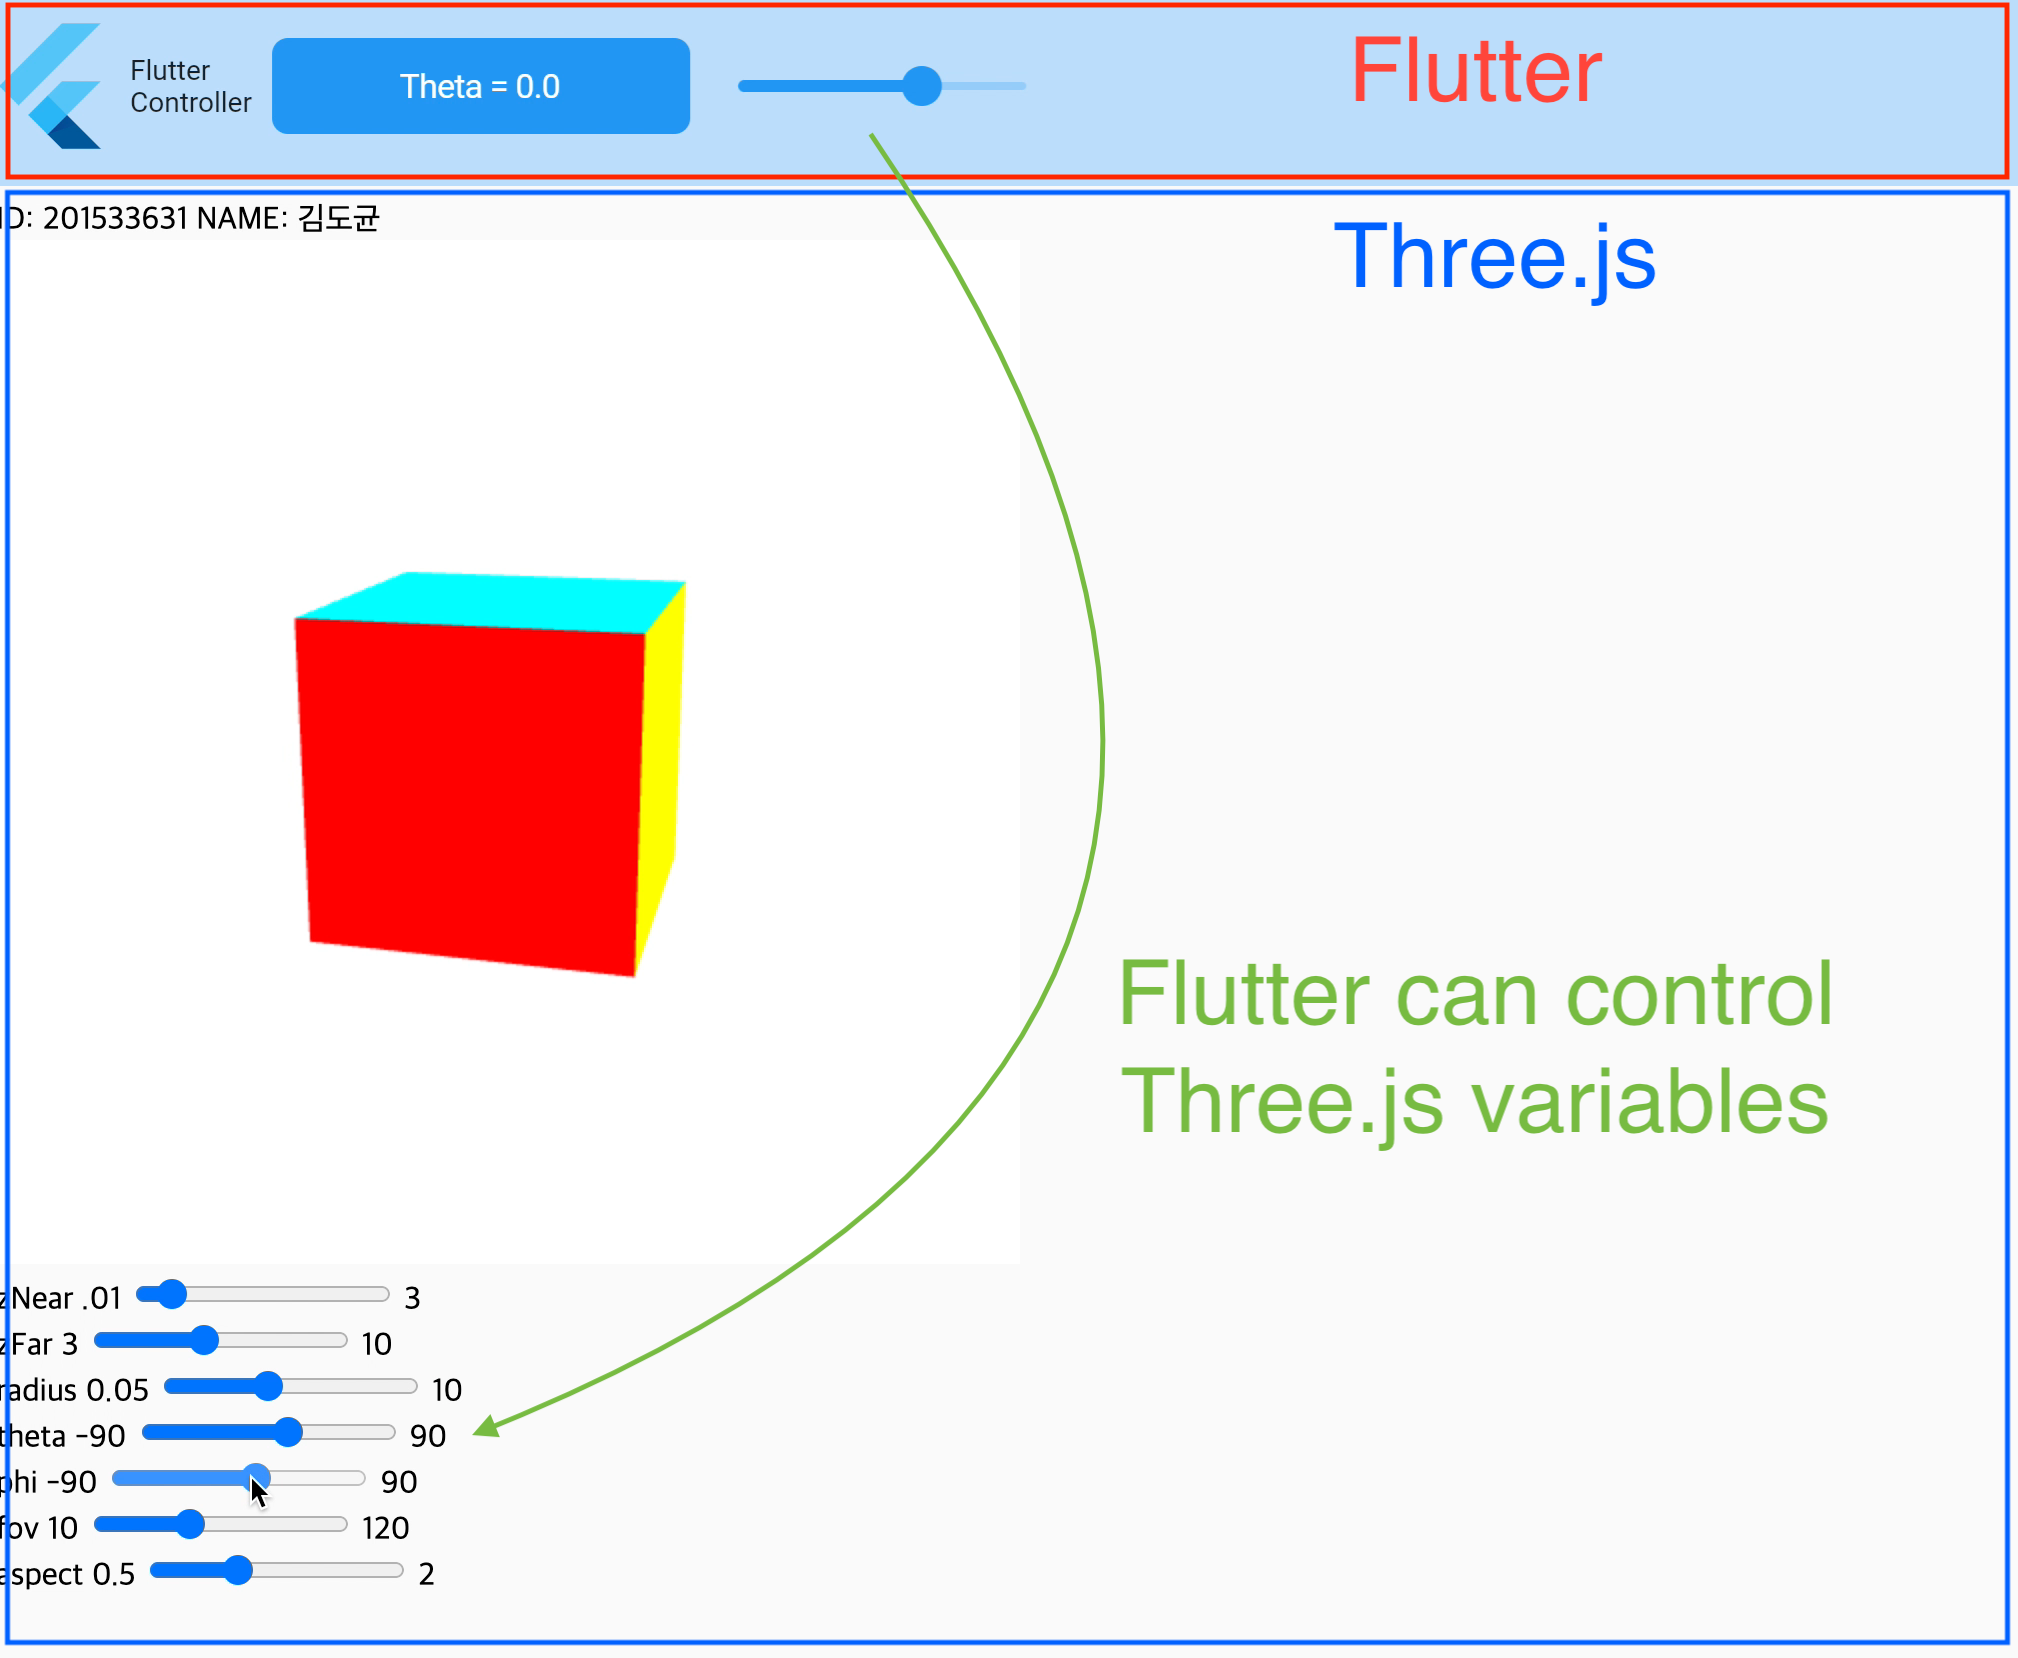 Flutter
Controller
Theta = 0.0
Flutter
ID: 201533631 NAME: 김도균
Three.js
Flutter can control
Three.js variables
zNear .01 3
zFar 3 10
radius 0.05 10
theta -90 90
phi -90 90
fov 10 120
aspect 0.5 2